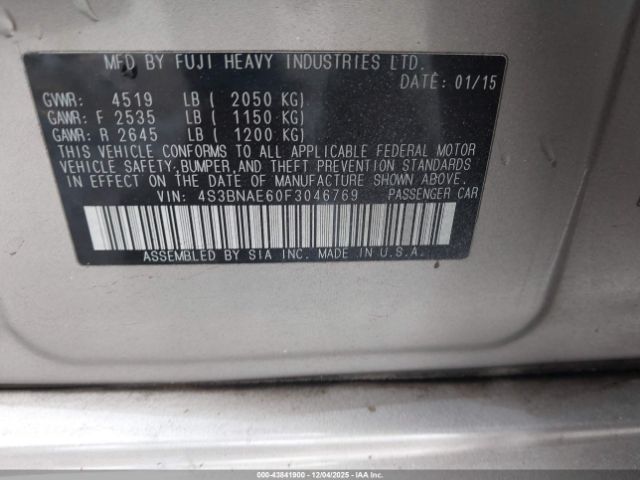 MFD BY FUJI HEAVY INDUSTRIES LTD.
DATE: 01/15
GVWR: 4519 LB ( 2050 KG)
GAWR: F 2535 LB ( 1150 KG)
GAWR: R 2645 LB ( 1200 KG)
THIS VEHICLE CONFORMS TO ALL APPLICABLE FEDERAL MOTOR
VEHICLE SAFETY, BUMPER, AND THEFT PREVENTION STANDARDS
IN EFFECT ON THE DATE OF MANUFACTURE SHOWN ABOVE.
VIN: 4S3BNAE60F3046769 PASSENGER CAR
ASSEMBLED BY SIA INC. MADE IN U.S.A.
000-43841900 - 12/04/2025 - IAAI.COM